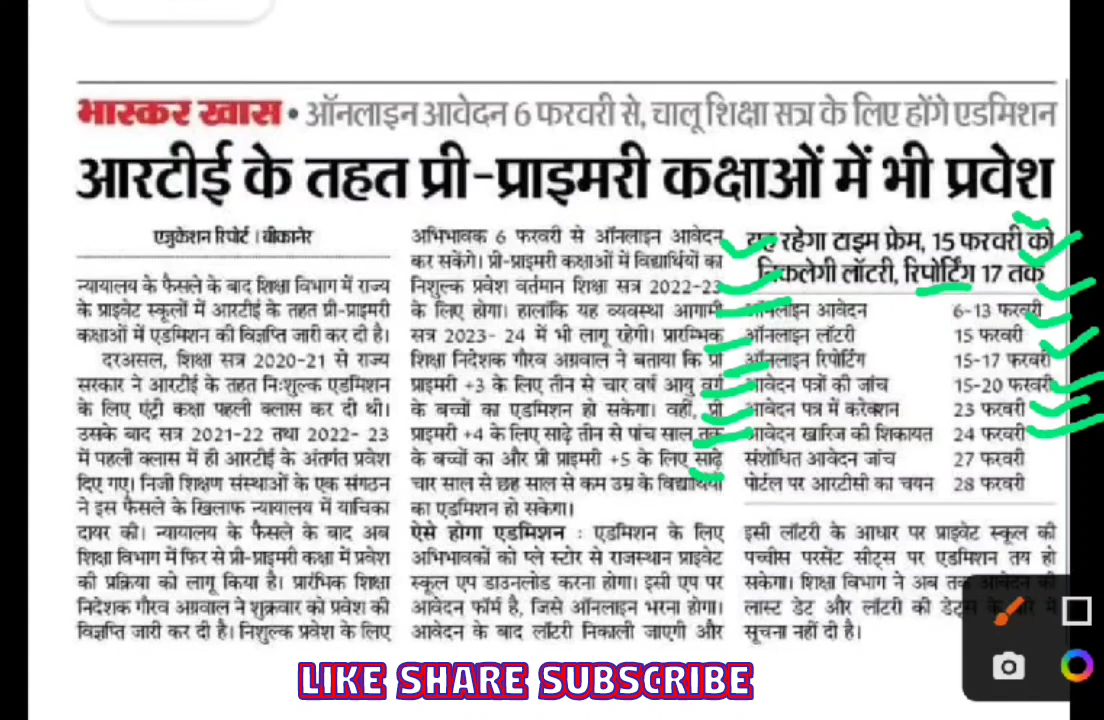 भास्कर खास • ऑनलाइन आवेदन 6 फरवरी से, चालू शिक्षा सत्र के लिए होंगे एडमिशन
आरटीई के तहत प्री-प्राइमरी कक्षाओं में भी प्रवेश
एजुकेशन रिपोर्टर । बीकानेर
न्यायालय के फैसले के बाद शिक्षा विभाग में राज्य
के प्राइवेट स्कूलों में आरटीई के तहत प्री-प्राइमरी
कक्षाओं में एडमिशन की विज्ञप्ति जारी कर दी है।
दरअसल, शिक्षा सत्र 2020-21 से राज्य
सरकार ने आरटीई के तहत निःशुल्क एडमिशन
के लिए एंट्री कक्षा पहली क्लास कर दी थी।
उसके बाद सत्र 2021-22 तथा 2022- 23
में पहली क्लास में ही आरटीई के अंतर्गत प्रवेश
दिए गए। निजी शिक्षण संस्थाओं के एक संगठन
ने इस फैसले के खिलाफ न्यायालय में याचिका
दायर की। न्यायालय के फैसले के बाद अब
शिक्षा विभाग में फिर से प्री-प्राइमरी कक्षा में प्रवेश
की प्रक्रिया को लागू किया है। प्रारंभिक शिक्षा
निदेशक गौरव अग्रवाल ने शुक्रवार को प्रवेश की
विज्ञप्ति जारी कर दी है। निशुल्क प्रवेश के लिए
अभिभावक 6 फरवरी से ऑनलाइन आवेदन
कर सकेंगे। प्री-प्राइमरी कक्षाओं में विद्यार्थियों का
निशुल्क प्रवेश वर्तमान शिक्षा सत्र 2022-23
के लिए होगा। हालांकि यह व्यवस्था आगामी
सत्र 2023- 24 में भी लागू रहेगी। प्रारम्भिक
शिक्षा निदेशक गौरव अग्रवाल ने बताया कि प्री
प्राइमरी +3 के लिए तीन से चार वर्ष आयु वर्ग
के बच्चों का एडमिशन हो सकेगा। वहीं, प्री
प्राइमरी +4 के लिए साढ़े तीन से पांच साल तक
के बच्चों का और प्री प्राइमरी +5 के लिए साढ़े
चार साल से छह साल से कम उम्र के विद्यार्थियों
का एडमिशन हो सकेगा।
ऐसे होगा एडमिशन : एडमिशन के लिए
अभिभावकों को प्ले स्टोर से राजस्थान प्राइवेट
स्कूल एप डाउनलोड करना होगा। इसी एप पर
आवेदन फॉर्म है, जिसे ऑनलाइन भरना होगा।
आवेदन के बाद लॉटरी निकाली जाएगी और
यह रहेगा टाइम फ्रेम, 15 फरवरी को
निकलेगी लॉटरी, रिपोर्टिंग 17 तक
ऑनलाइन आवेदन 6-13 फरवरी
ऑनलाइन लॉटरी 15 फरवरी
ऑनलाइन रिपोर्टिंग 15-17 फरवरी
आवेदन पत्रों की जांच 15-20 फरवरी
आवेदन पत्र में करेक्शन 23 फरवरी
आवेदन खारिज की शिकायत 24 फरवरी
संशोधित आवेदन जांच 27 फरवरी
पोर्टल पर आरटीसी का चयन 28 फरवरी
इसी लॉटरी के आधार पर प्राइवेट स्कूल की
पच्चीस परसेंट सीट्स पर एडमिशन तय हो
सकेगा। शिक्षा विभाग ने अब तक आवेदन की
लास्ट डेट और लॉटरी की डेट्स के बारे में
सूचना नहीं दी है।
LIKE SHARE SUBSCRIBE